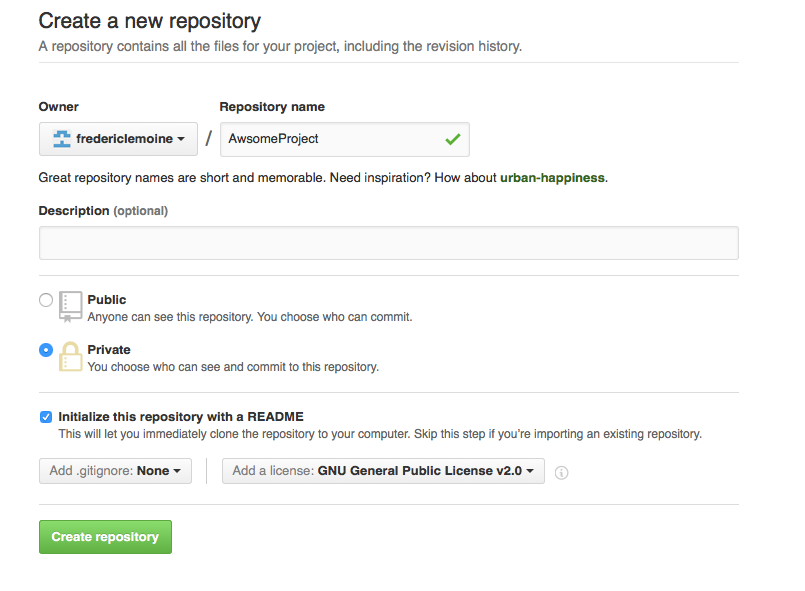 Create a new repository
A repository contains all the files for your project, including the revision history.
Owner
Repository name
fredericlemoine / AwsomeProject
Great repository names are short and memorable. Need inspiration? How about urban-happiness.
Description (optional)
Public
Anyone can see this repository. You choose who can commit.
Private
You choose who can see and commit to this repository.
Initialize this repository with a README
This will let you immediately clone the repository to your computer. Skip this step if you're importing an existing repository.
Add .gitignore: None
Add a license: GNU General Public License v2.0
Create repository